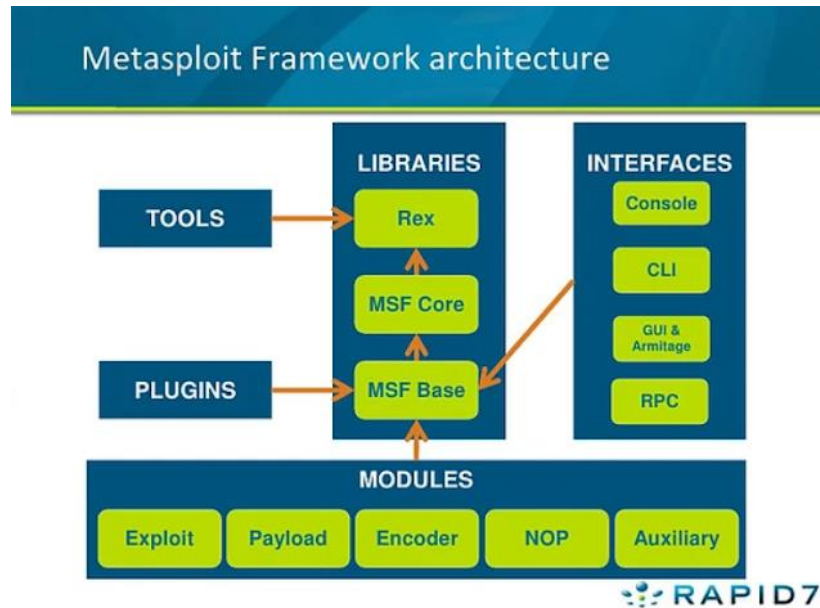 Metasploit Framework architecture
LIBRARIES
INTERFACES
TOOLS
Rex
Console
MSF Core
CLI
GUI &
Armitage
PLUGINS
MSF Base
RPC
MODULES
Exploit
Payload
Encoder
NOP
Auxiliary
RAPID7